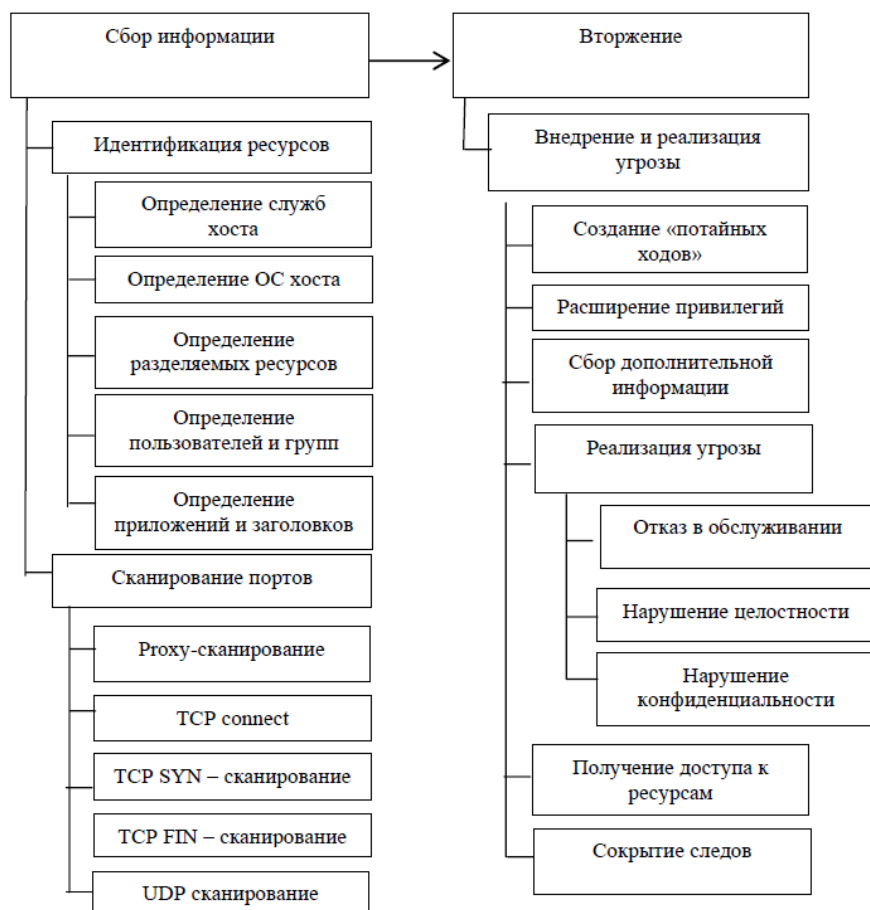 Сбор информации
Идентификация ресурсов
Определение служб
хоста
Определение ОС хоста
Определение
разделяемых ресурсов
Определение
пользователей и групп
Определение
приложений и заголовков
Сканирование портов
Proxy-сканирование
TCP connect
TCP SYN – сканирование
TCP FIN – сканирование
UDP сканирование
Вторжение
Внедрение и реализация
угрозы
Создание «потайных
ходов»
Расширение привилегий
Сбор дополнительной
информации
Реализация угрозы
Отказ в обслуживании
Нарушение целостности
Нарушение
конфиденциальности
Получение доступа к
ресурсам
Сокрытие следов